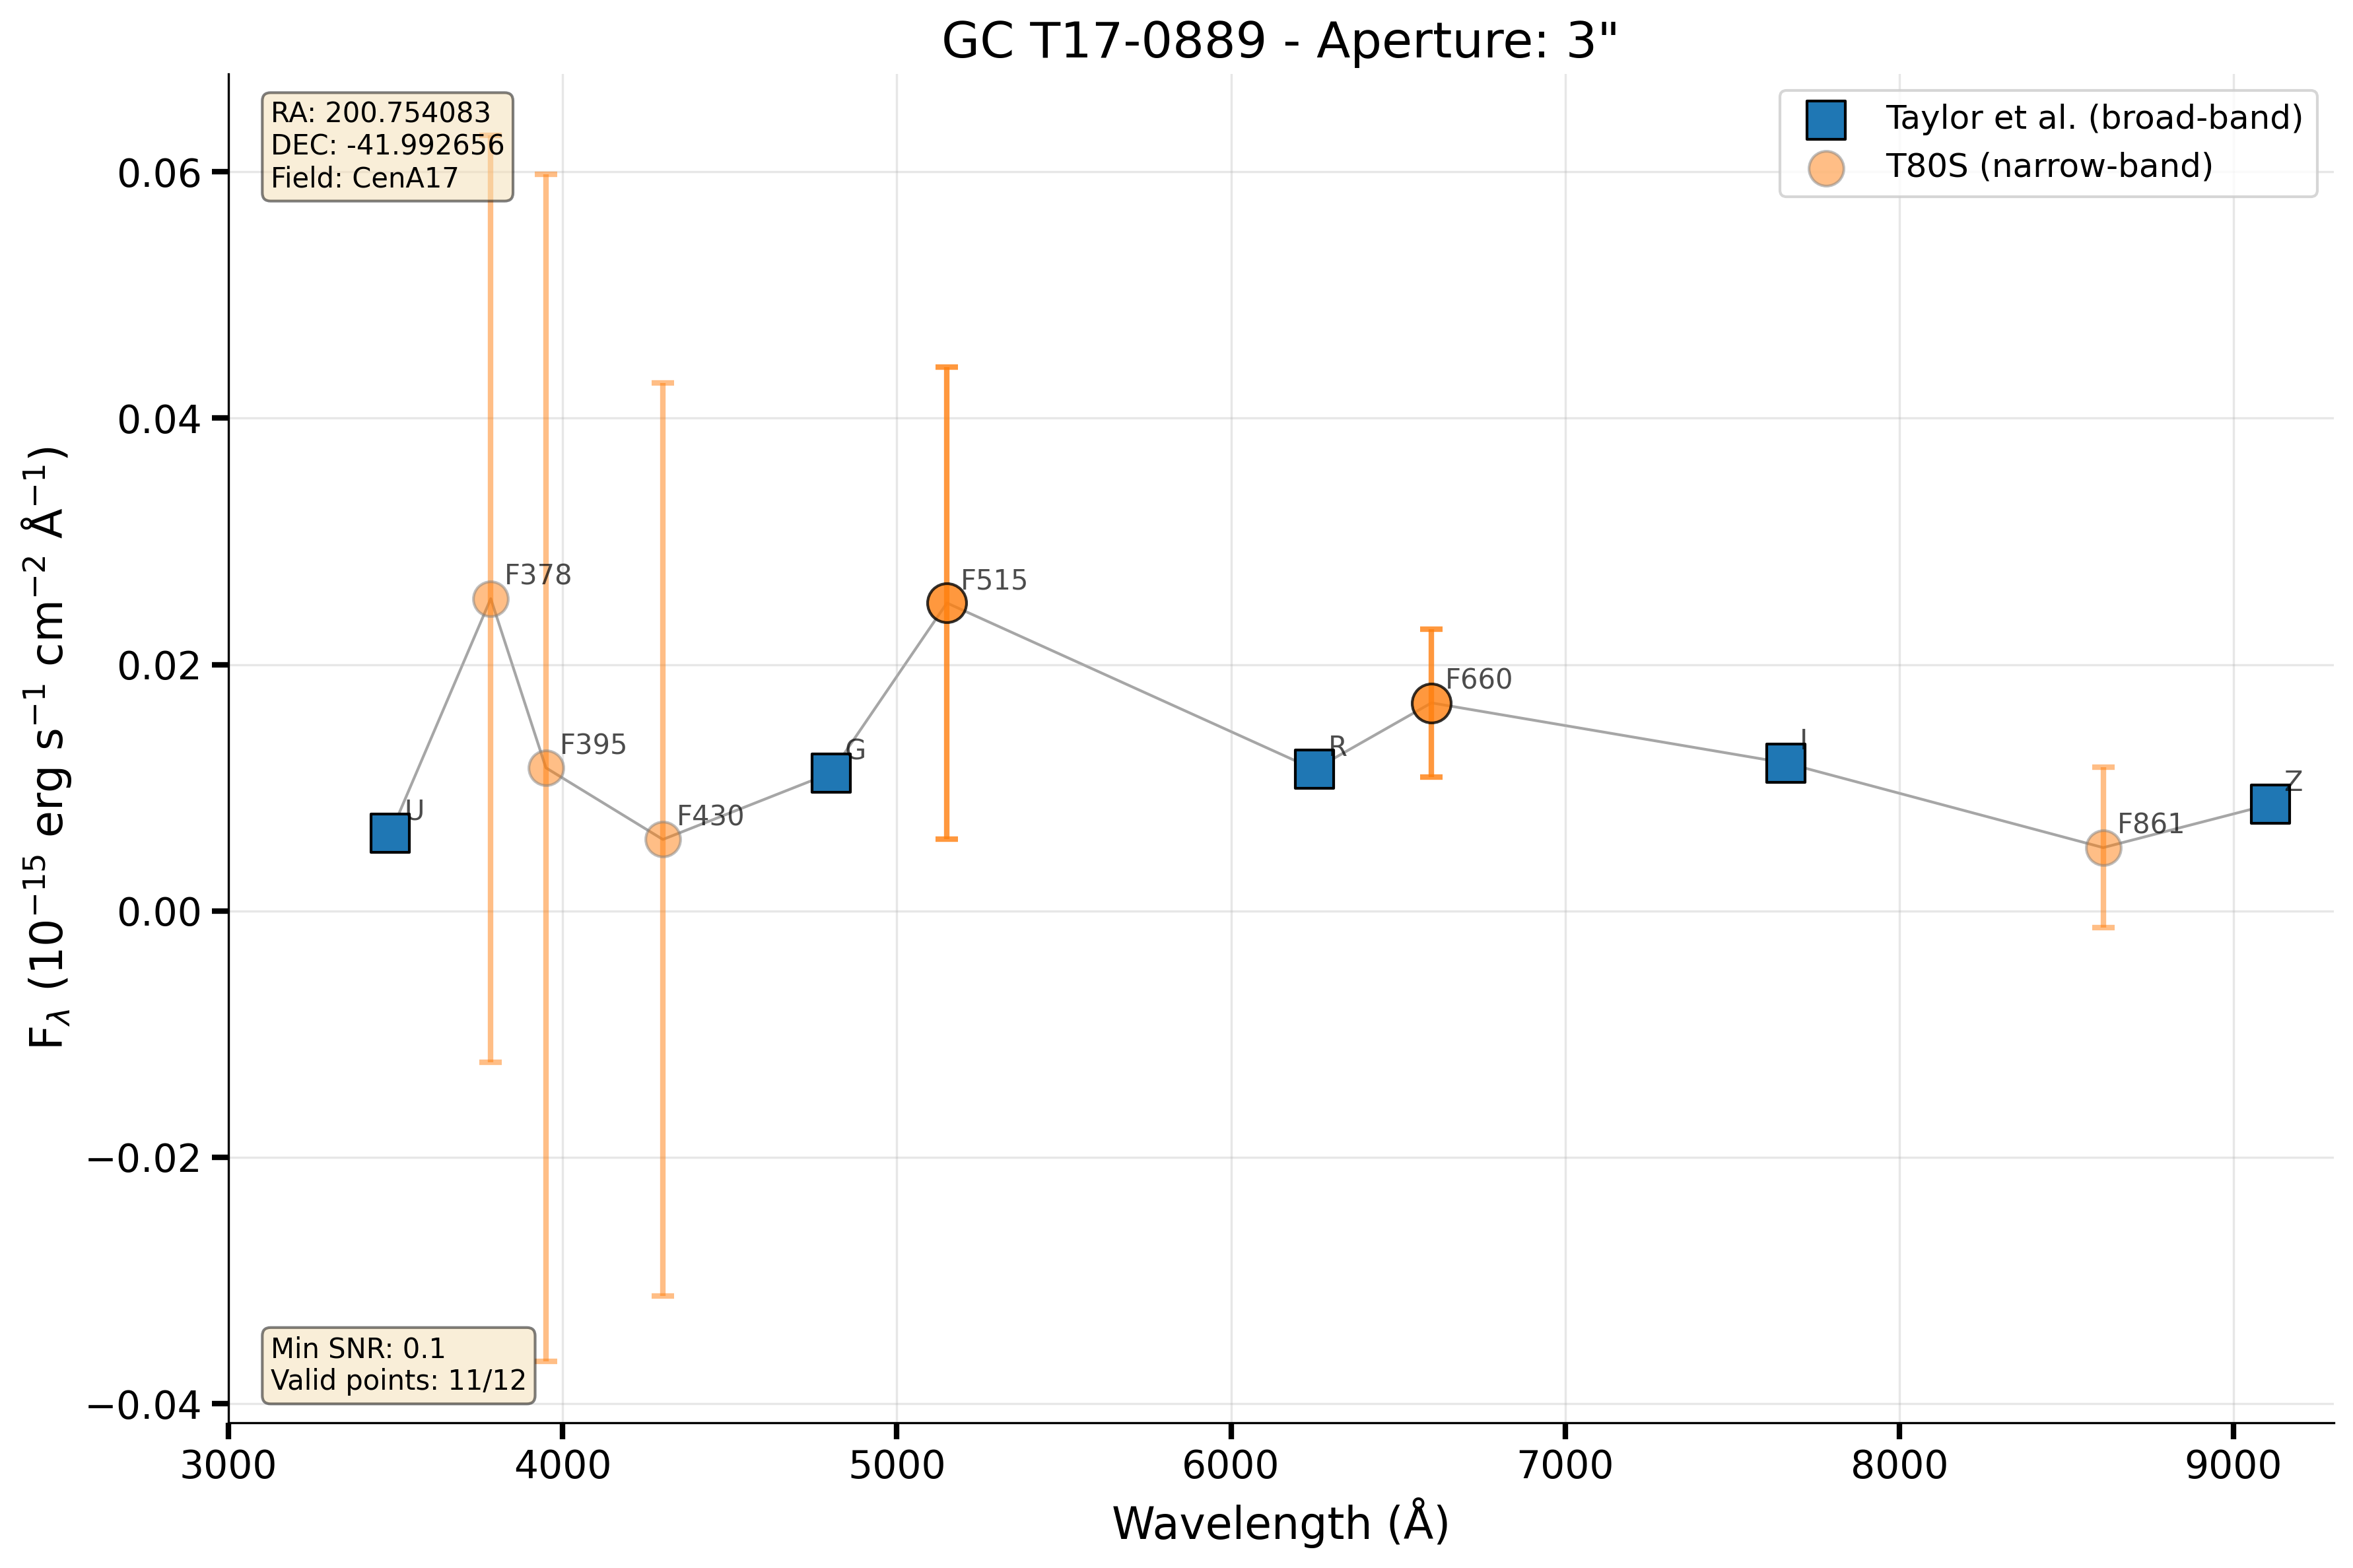 GC T17-0889 - Aperture: 3"
RA: 200.754083
DEC: -41.992656
Field: CenA17
Taylor et al. (broad-band)
T80S (narrow-band)
0.06
0.04
0.02
0.00
−0.02
−0.04
F_λ (10⁻¹⁵ erg s⁻¹ cm⁻² Å⁻¹)
U
F378
F395
F430
G
F515
R
F660
I
F861
Z
Min SNR: 0.1
Valid points: 11/12
3000
4000
5000
6000
7000
8000
9000
Wavelength (Å)